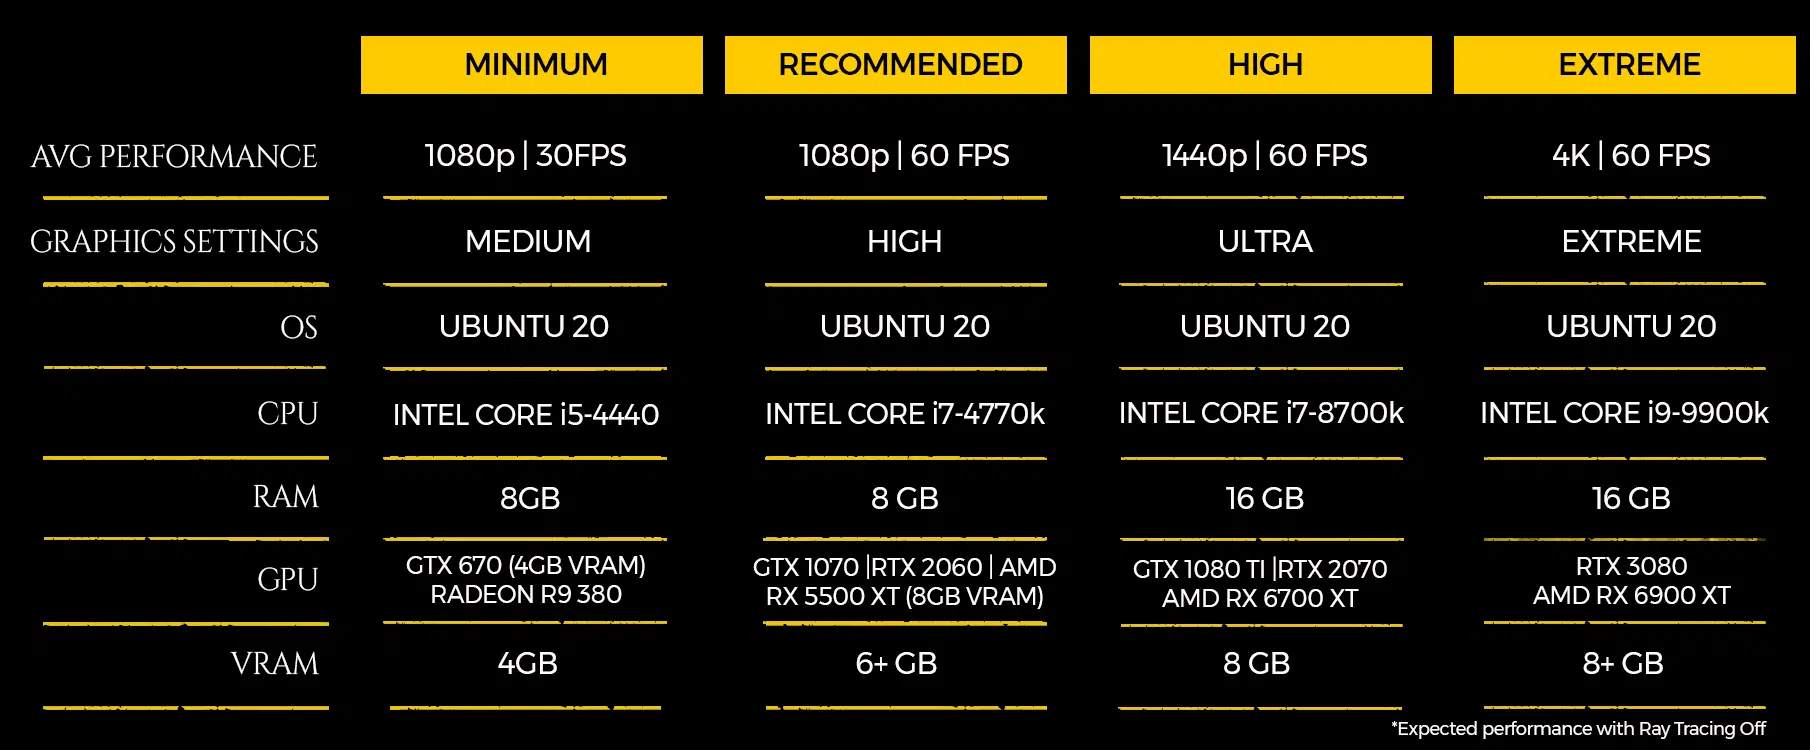 MINIMUM RECOMMENDED HIGH EXTREME
AVG PERFORMANCE 1080p | 30FPS 1080p | 60 FPS 1440p | 60 FPS 4K | 60 FPS
GRAPHICS SETTINGS MEDIUM HIGH ULTRA EXTREME
OS UBUNTU 20 UBUNTU 20 UBUNTU 20 UBUNTU 20
CPU INTEL CORE i5-4440 INTEL CORE i7-4770k INTEL CORE i7-8700k INTEL CORE i9-9900k
RAM 8GB 8 GB 16 GB 16 GB
GPU GTX 670 (4GB VRAM) GTX 1070 |RTX 2060 | AMD GTX 1080 TI |RTX 2070 RTX 3080
RADEON R9 380 RX 5500 XT (8GB VRAM) AMD RX 6700 XT AMD RX 6900 XT
VRAM 4GB 6+ GB 8 GB 8+ GB
*Expected performance with Ray Tracing Off